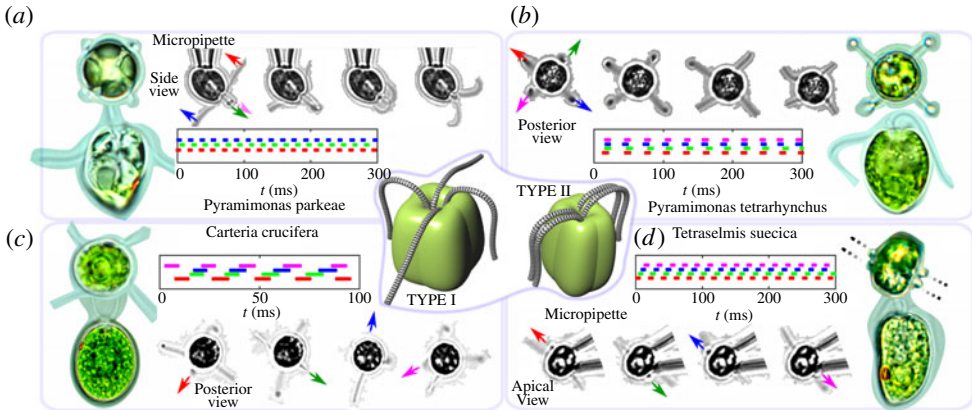 (a)
Micropipette
Side
view
0 100 200 300
t (ms)
Pyramimonas parkeae
(b)
Posterior
view
0 100 200 300
t (ms)
Pyramimonas tetrarhynchus
TYPE I
TYPE II
(c)
Carteria crucifera
0 50 100
t (ms)
Posterior
view
(d)
Tetraselmis suecica
0 100 200 300
t (ms)
Micropipette
Apical
View